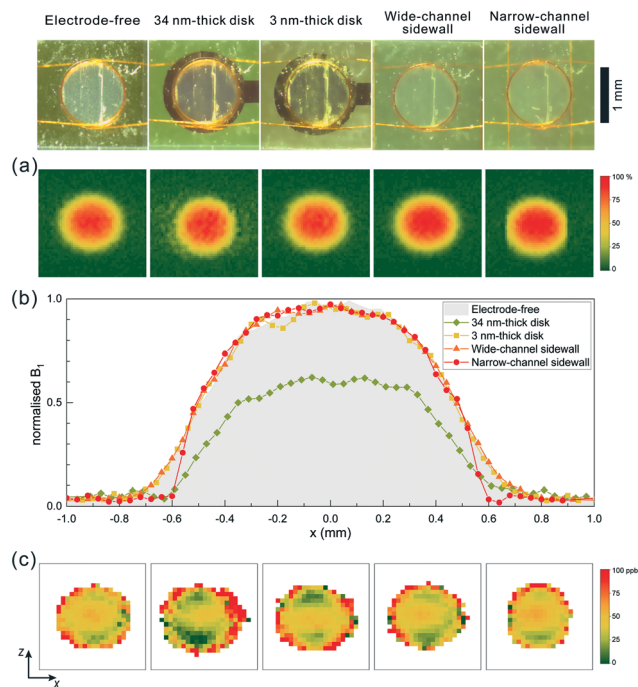 Electrode-free
34 nm-thick disk
3 nm-thick disk
Wide-channel
sidewall
Narrow-channel
sidewall
1 mm
(a)
100 %
75
50
25
0
(b)
1.0
0.5
0.0
normalised B₁
Electrode-free
34 nm-thick disk
3 nm-thick disk
Wide-channel sidewall
Narrow-channel sidewall
-1.0 -0.8 -0.6 -0.4 -0.2 0.0 0.2 0.4 0.6 0.8 1.0
x (mm)
(c)
100 ppb
75
50
25
0
z
x